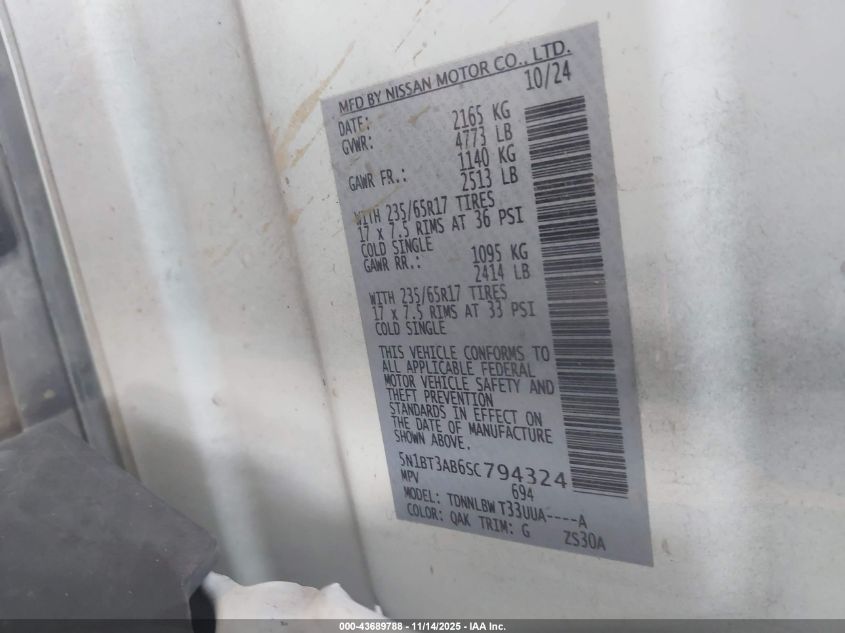 MFD BY NISSAN MOTOR CO., LTD.
DATE: 10/24
GVWR: 2165 KG
4773 LB
GAWR FR.: 1140 KG
2513 LB
WITH 235/65R17 TIRES
17 x 7.5 RIMS AT 36 PSI
COLD SINGLE
GAWR RR.: 1095 KG
2414 LB
WITH 235/65R17 TIRES
17 x 7.5 RIMS AT 33 PSI
COLD SINGLE
THIS VEHICLE CONFORMS TO
ALL APPLICABLE FEDERAL
MOTOR VEHICLE SAFETY AND
THEFT PREVENTION
STANDARDS IN EFFECT ON
THE DATE OF MANUFACTURE
SHOWN ABOVE.
5N1BT3AB6SC794324
MPV 694
MODEL: TDNNLBW T33UUA----A
COLOR: QAK TRIM: G ZS30A
000-43689788 • 11/14/2025 • IAA Inc.